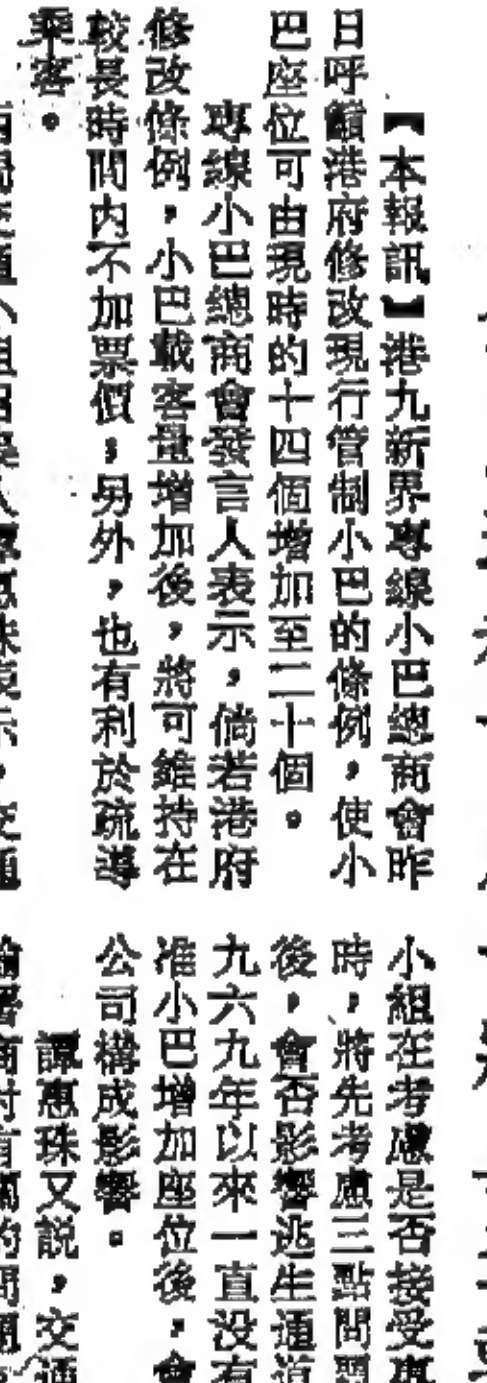 【本報訊】港九新界專線小巴總商會昨
日呼籲港府修改現行管制小巴的條例，使小
巴座位可由現時的十四個增加至二十個。
專線小巴總商會發言人表示，倘若港府
修改條例，小巴載客量增加後，將可維持在
較長時間內不加票價，另外，也有利於疏導
乘客。
小組在考慮是否接受專
時，將先考慮三點問題
後，會否影響逃生通道
九六九年以來一直没有
准小巴增加座位後，會
公司構成影響。
譚惠珠又説，交通